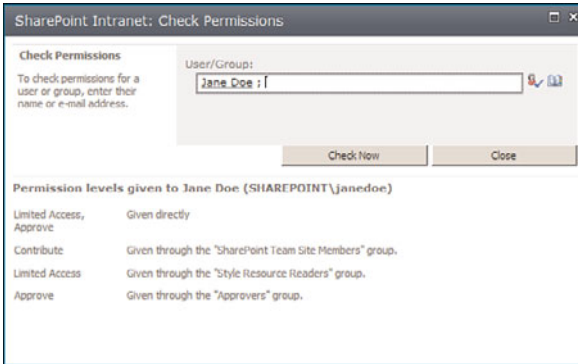 SharePoint Intranet: Check Permissions
Check Permissions
To check permissions for a
user or group, enter their
name or e-mail address.
User/Group:
Jane Doe ;
Check Now
Close
Permission levels given to Jane Doe (SHAREPOINT\janedoe)
Limited Access,
Approve
Given directly
Contribute
Given through the "SharePoint Team Site Members" group.
Limited Access
Given through the "Style Resource Readers" group.
Approve
Given through the "Approvers" group.